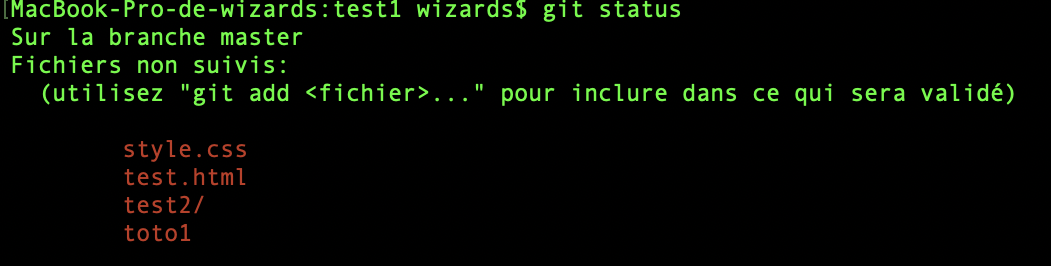 [MacBook-Pro-de-wizards:test1 wizards$ git status
Sur la branche master
Fichiers non suivis:
(utilisez "git add <fichier>..." pour inclure dans ce qui sera validé)
style.css
test.html
test2/
toto1